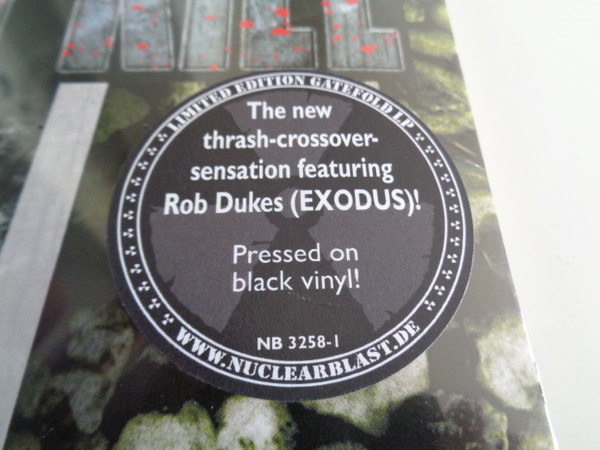 LIMITED EDITION GATEFOLD LP
The new
thrash-crossover-
sensation featuring
Rob Dukes (EXODUS)!
Pressed on
black vinyl!
NB 3258-1
WWW.NUCLEARBLAST.DE